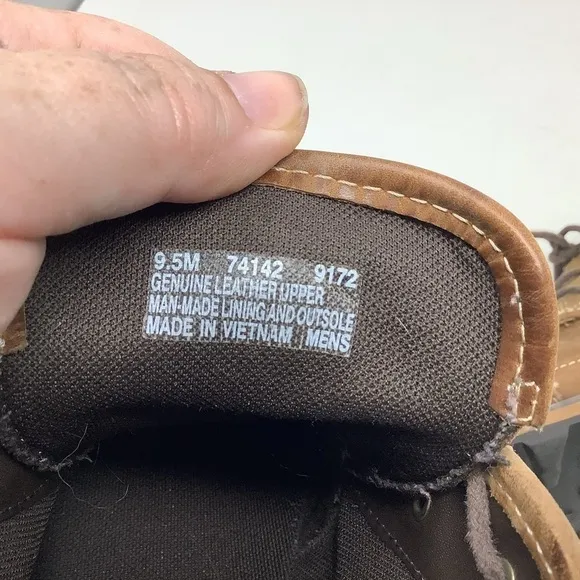 9.5M 74142 9172
GENUINE LEATHER UPPER
MAN-MADE LINING AND OUTSOLE
MADE IN VIETNAM MENS